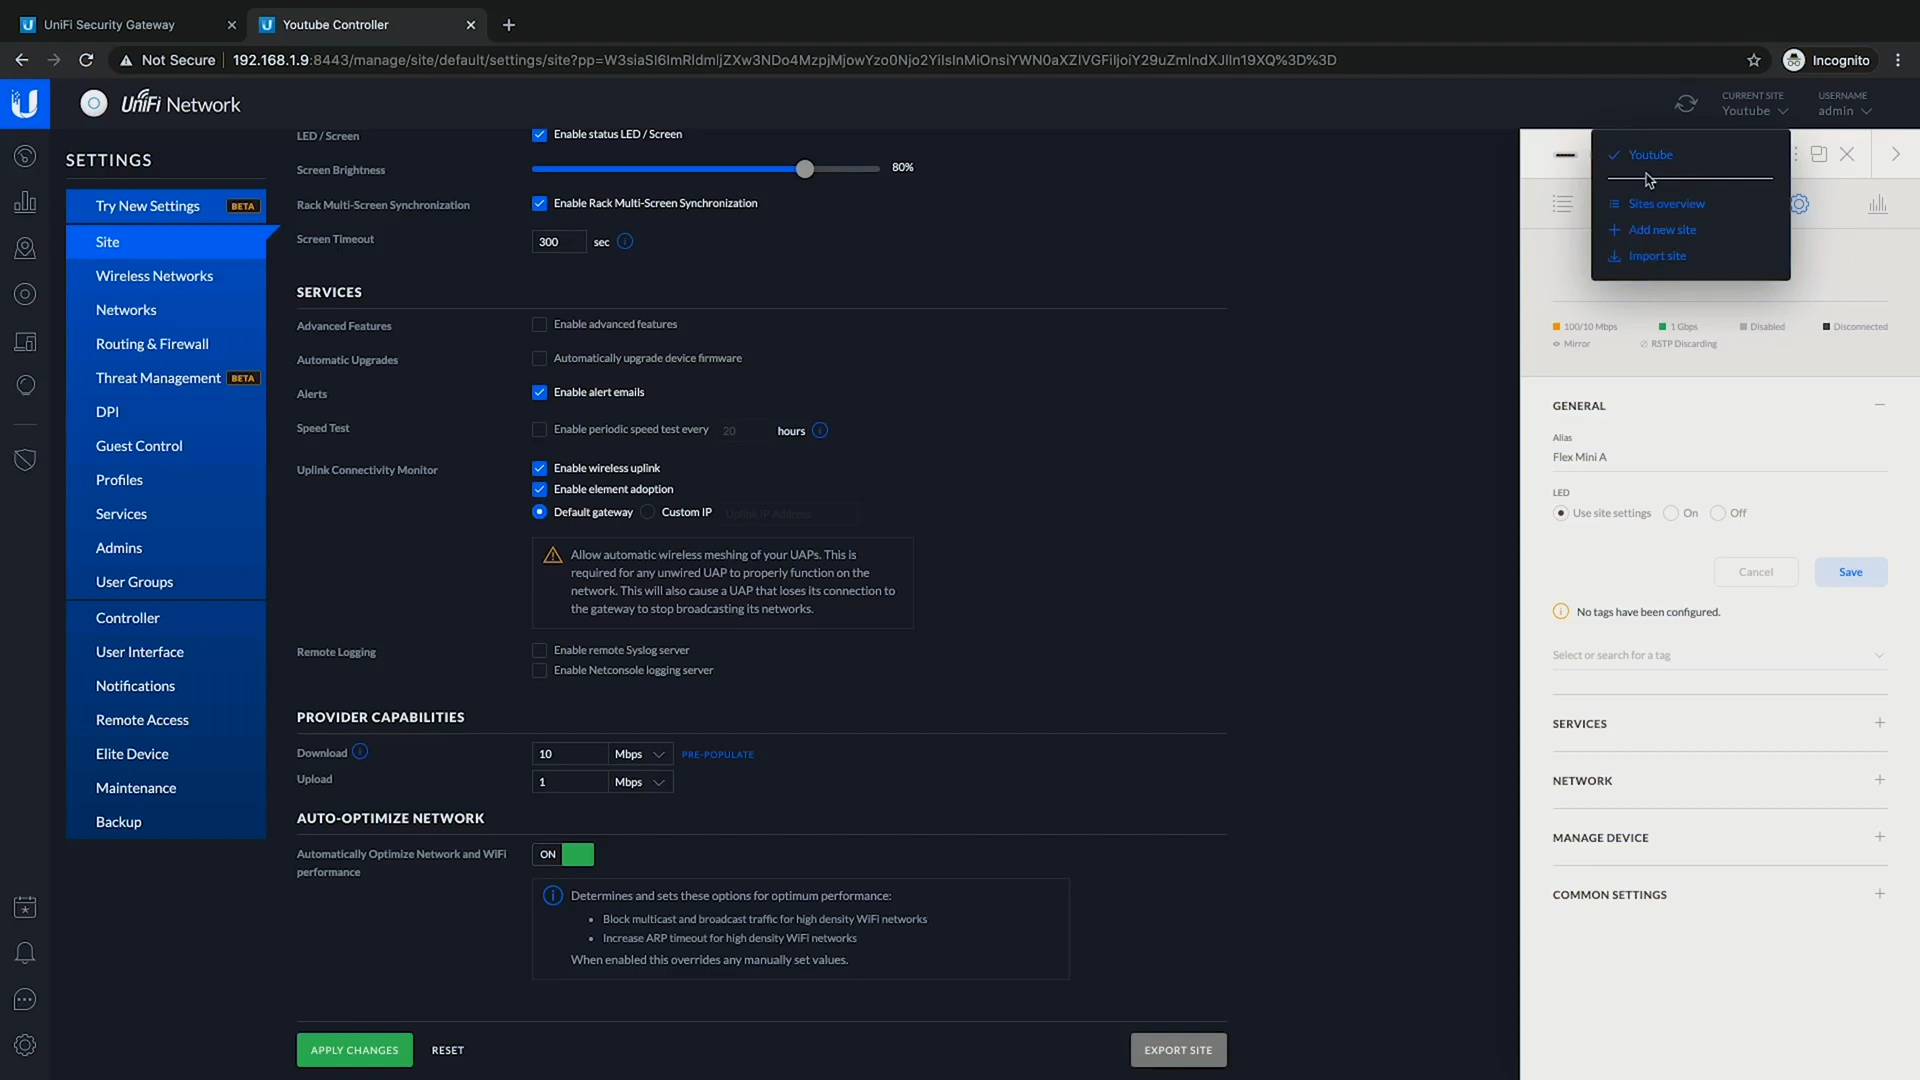 UniFi Security Gateway
Youtube Controller
Not Secure
192.168.1.9:8443/manage/site/default/settings/site?pp=W3siaSI6ImRldmljZXw3NDo4MzpjMjowYzo0Njo2YiIsInMiOnsiYWN0aXZlVGFiIjoiY29uZmlndXJlIn19XQ%3D%3D
Incognito
UniFi Network
CURRENT SITE
Youtube
USERNAME
admin
SETTINGS
Try New Settings BETA
Site
Wireless Networks
Networks
Routing & Firewall
Threat Management BETA
DPI
Guest Control
Profiles
Services
Admins
User Groups
Controller
User Interface
Notifications
Remote Access
Elite Device
Maintenance
Backup
LED / Screen
Enable status LED / Screen
Screen Brightness
80%
Rack Multi-Screen Synchronization
Enable Rack Multi-Screen Synchronization
Screen Timeout
300 sec
SERVICES
Advanced Features
Enable advanced features
Automatic Upgrades
Automatically upgrade device firmware
Alerts
Enable alert emails
Speed Test
Enable periodic speed test every 20 hours
Uplink Connectivity Monitor
Enable wireless uplink
Enable element adoption
Default gateway
Custom IP
Uplink IP Address
Allow automatic wireless meshing of your UAPs. This is
required for any unwired UAP to properly function on the
network. This will also cause a UAP that loses its connection to
the gateway to stop broadcasting its networks.
Remote Logging
Enable remote Syslog server
Enable Netconsole logging server
PROVIDER CAPABILITIES
Download
10 Mbps
PRE-POPULATE
Upload
1 Mbps
AUTO-OPTIMIZE NETWORK
Automatically Optimize Network and WiFi
performance
ON
Determines and sets these options for optimum performance:
• Block multicast and broadcast traffic for high density WiFi networks
• Increase ARP timeout for high density WiFi networks
When enabled this overrides any manually set values.
APPLY CHANGES
RESET
EXPORT SITE
Youtube
Sites overview
Add new site
Import site
100/10 Mbps
1 Gbps
Disabled
Disconnected
Mirror
RSTP Discarding
GENERAL
Alias
Flex Mini A
LED
Use site settings
On
Off
Cancel
Save
No tags have been configured.
Select or search for a tag
SERVICES
NETWORK
MANAGE DEVICE
COMMON SETTINGS